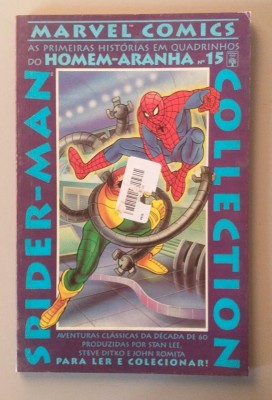 MARVEL COMICS
AS PRIMEIRAS HISTÓRIAS EM QUADRINHOS
DO HOMEM-ARANHA Nº 15
SPIDER-MAN
COLLECTION
AVENTURAS CLÁSSICAS DA DÉCADA DE 60
PRODUZIDAS POR STAN LEE,
STEVE DITKO E JOHN ROMITA
PARA LER E COLECIONAR!